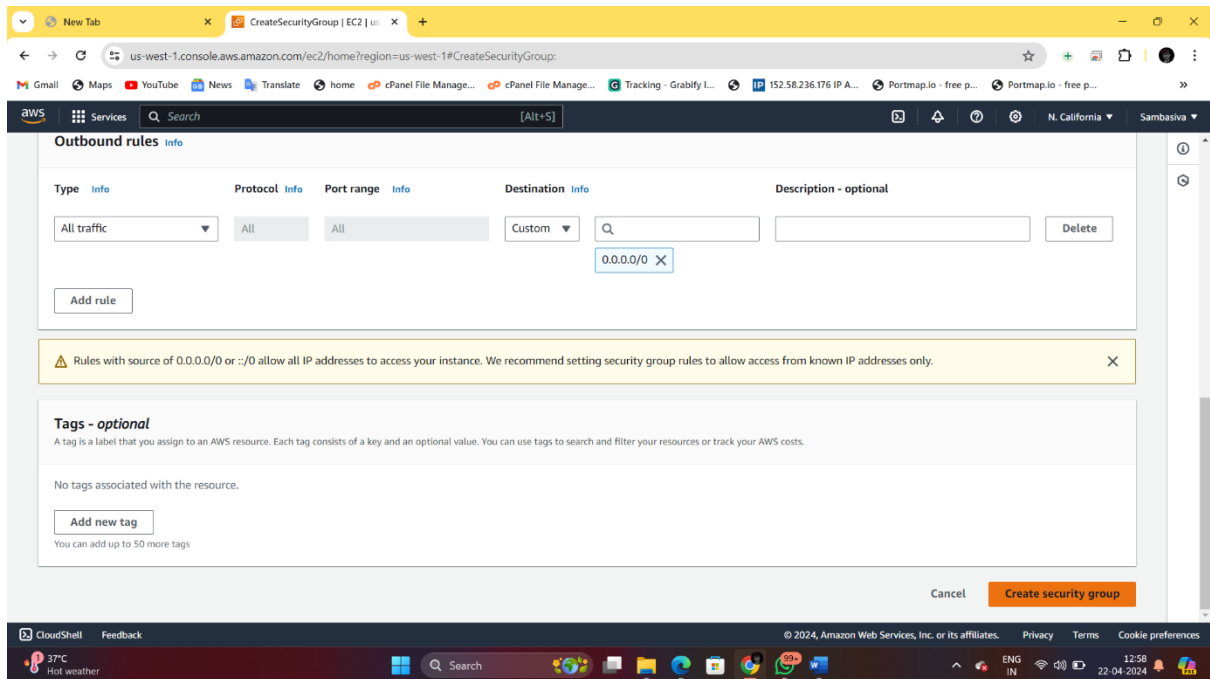 New Tab
CreateSecurityGroup | EC2 | us
us-west-1.console.aws.amazon.com/ec2/home?region=us-west-1#CreateSecurityGroup:
Gmail Maps YouTube News Translate home cPanel File Manage... cPanel File Manage... Tracking - Grabify I... IP 152.58.236.176 IP A... Portmap.io - free p... Portmap.io - free p... »
aws Services Search [Alt+S] N. California Sambasiva
Outbound rules Info
Type Info Protocol Info Port range Info Destination Info Description - optional
All traffic All All Custom Delete
0.0.0.0/0
Add rule
Rules with source of 0.0.0.0/0 or ::/0 allow all IP addresses to access your instance. We recommend setting security group rules to allow access from known IP addresses only.
Tags - optional
A tag is a label that you assign to an AWS resource. Each tag consists of a key and an optional value. You can use tags to search and filter your resources or track your AWS costs.
No tags associated with the resource.
Add new tag
You can add up to 50 more tags
Cancel Create security group
CloudShell Feedback © 2024, Amazon Web Services, Inc. or its affiliates. Privacy Terms Cookie preferences
37°C
Hot weather
Search
99+
ENG
IN
12:58
22-04-2024